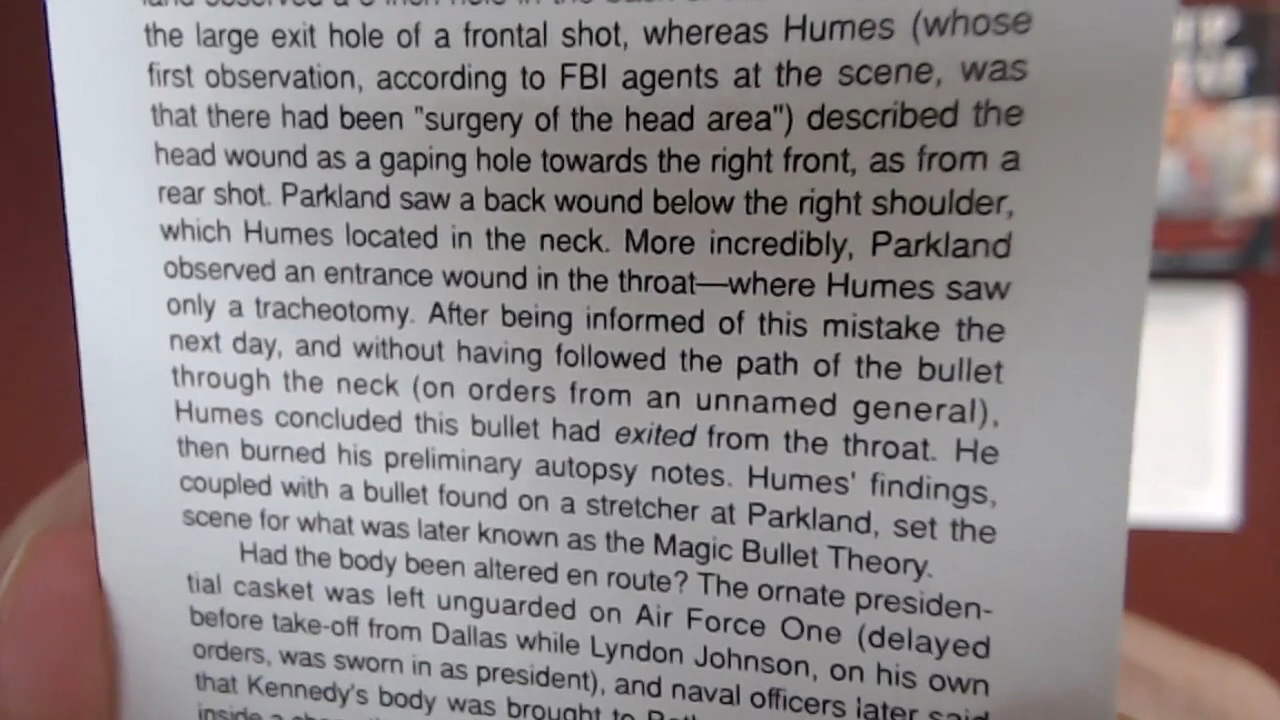 the large exit hole of a frontal shot, whereas Humes (whose
first observation, according to FBI agents at the scene, was
that there had been "surgery of the head area") described the
head wound as a gaping hole towards the right front, as from a
rear shot. Parkland saw a back wound below the right shoulder,
which Humes located in the neck. More incredibly, Parkland
observed an entrance wound in the throat—where Humes saw
only a tracheotomy. After being informed of this mistake the
next day, and without having followed the path of the bullet
through the neck (on orders from an unnamed general),
Humes concluded this bullet had exited from the throat. He
then burned his preliminary autopsy notes. Humes' findings,
coupled with a bullet found on a stretcher at Parkland, set the
scene for what was later known as the Magic Bullet Theory.
Had the body been altered en route? The ornate presiden-
tial casket was left unguarded on Air Force One (delayed
before take-off from Dallas while Lyndon Johnson, on his own
orders, was sworn in as president), and naval officers later said
that Kennedy's body was brought to
inside a